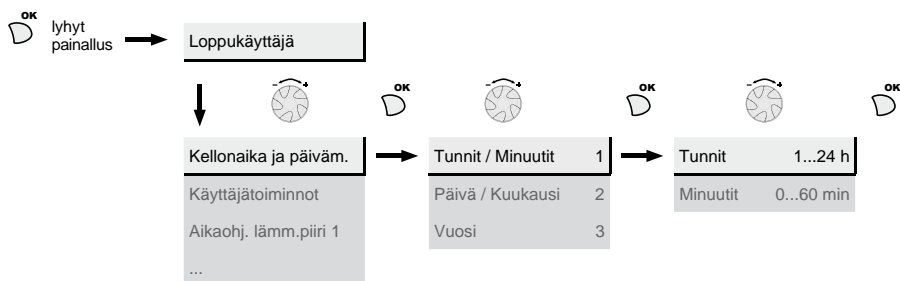 OK
lyhyt
painallus
Loppukäyttäjä
- +
OK
- +
OK
- +
OK
Kellonaika ja päiväm.
Tunnit / Minuutit 1
Tunnit 1...24 h
Käyttäjätoiminnot
Päivä / Kuukausi 2
Minuutit 0...60 min
Aikaohj. lämm.piiri 1
Vuosi 3
...